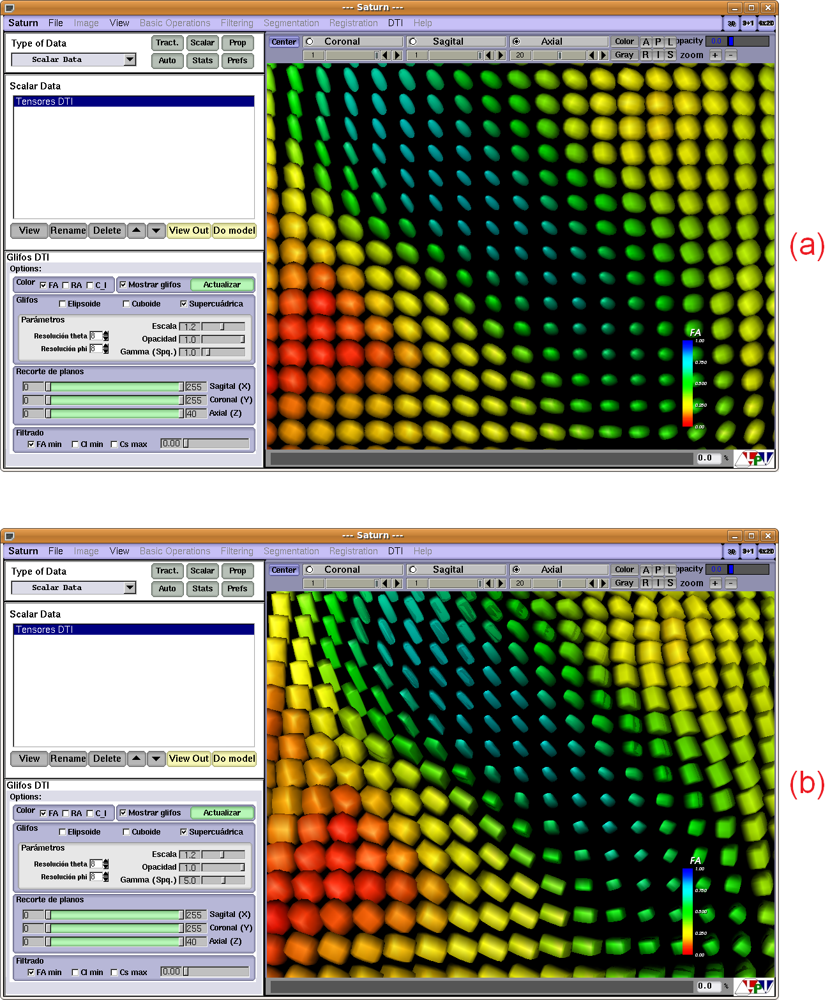 --- Saturn ---
Saturn File Image View Basic Operations Filtering Segmentation Registration DTI Help 3D 3+1 4x2D
Type of Data Tract. Scalar Prop Center Coronal Sagital Axial Color A P L opacity 0.0
Scalar Data Auto Stats Prefs 1 1 20 Gray R I S zoom + -
Scalar Data
Tensores DTI
View Rename Delete View Out Do model
(a)
Glifos DTI
Options:
Color FA RA C_l Mostrar glifos Actualizar
Glifos Elipsoide Cuboide Supercuádrica
Parámetros
Escala 1.2
Resolución theta 8 Opacidad 1.0
Resolución phi 8 Gamma (Spq.) 1.0
FA
1.00
0.750
0.500
0.250
0.00
Recorte de planos
0 255 Sagital (X)
0 255 Coronal (Y)
0 40 Axial (Z)
Filtrado
FA min Cl min Cs max 0.00
0.0 %
LPI
--- Saturn ---
Saturn File Image View Basic Operations Filtering Segmentation Registration DTI Help 3D 3+1 4x2D
Type of Data Tract. Scalar Prop Center Coronal Sagital Axial Color A P L opacity 0.0
Scalar Data Auto Stats Prefs 1 1 20 Gray R I S zoom + -
Scalar Data
Tensores DTI
View Rename Delete View Out Do model
(b)
Glifos DTI
Options:
Color FA RA C_l Mostrar glifos Actualizar
Glifos Elipsoide Cuboide Supercuádrica
Parámetros
Escala 1.2
Resolución theta 8 Opacidad 1.0
Resolución phi 8 Gamma (Spq.) 5.0
FA
1.00
0.750
0.500
0.250
0.00
Recorte de planos
0 255 Sagital (X)
0 255 Coronal (Y)
0 40 Axial (Z)
Filtrado
FA min Cl min Cs max 0.00
0.0 %
LPI